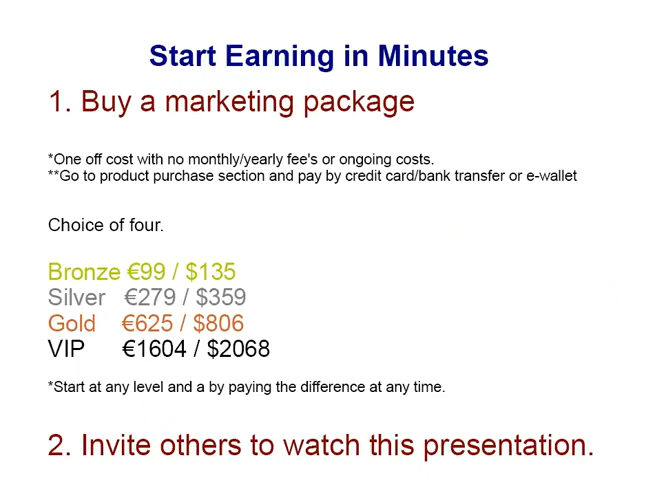 Start Earning in Minutes
1. Buy a marketing package
*One off cost with no monthly/yearly fee's or ongoing costs.
**Go to product purchase section and pay by credit card/bank transfer or e-wallet
Choice of four.
Bronze €99 / $135
Silver €279 / $359
Gold €625 / $806
VIP €1604 / $2068
*Start at any level and a by paying the difference at any time.
2. Invite others to watch this presentation.